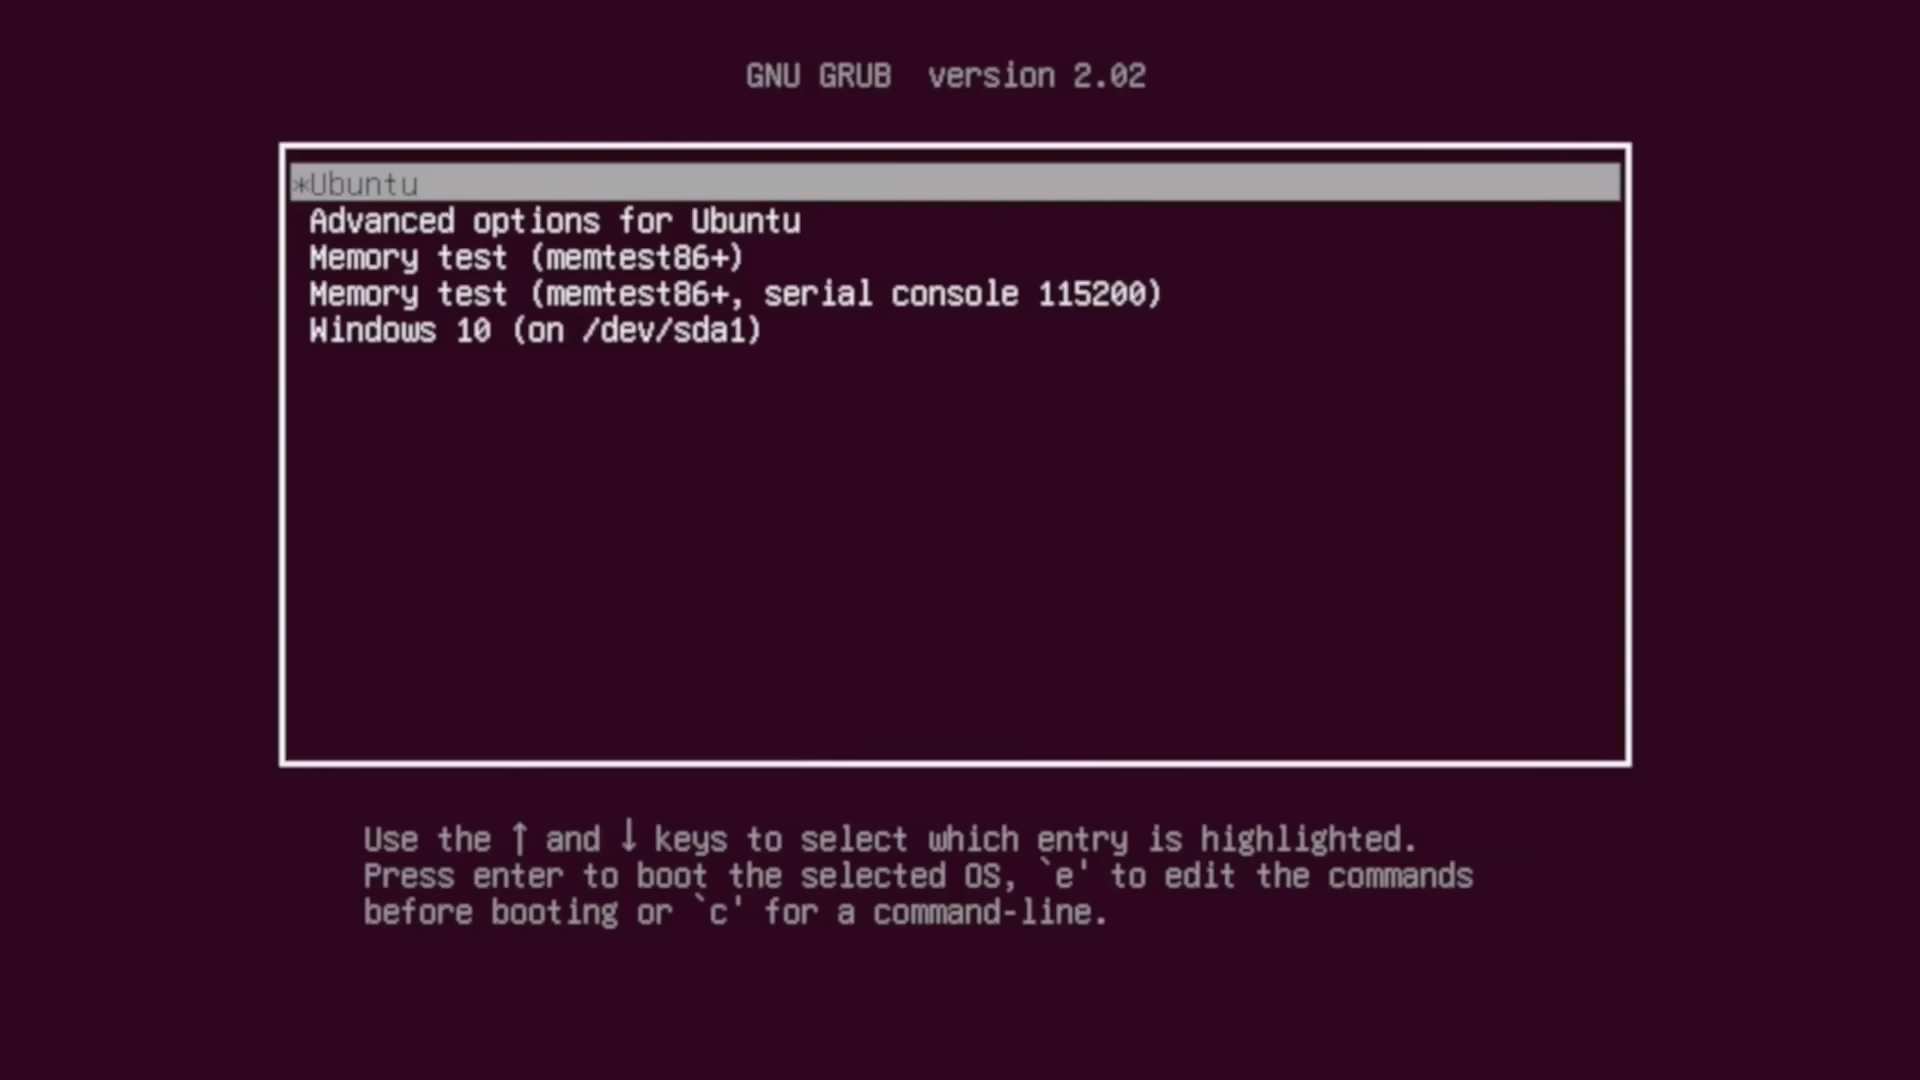 GNU GRUB  version 2.02
*Ubuntu
Advanced options for Ubuntu
Memory test (memtest86+)
Memory test (memtest86+, serial console 115200)
Windows 10 (on /dev/sda1)
Use the ↑ and ↓ keys to select which entry is highlighted.
Press enter to boot the selected OS, `e' to edit the commands
before booting or `c' for a command-line.